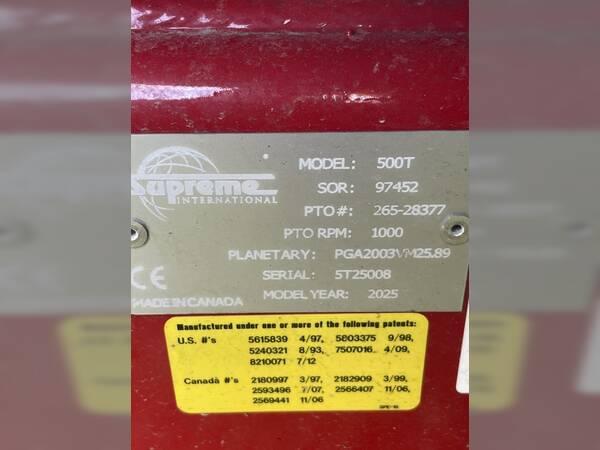 Supreme
INTERNATIONAL
MODEL: 500T
SOR: 97452
PTO #: 265-28377
PTO RPM: 1000
PLANETARY: PGA2003VM25.89
SERIAL: 5T25008
MODEL YEAR: 2025
CE
MADE IN CANADA
Manufactured under one or more of the following patents:
U.S. #'s 5615839 4/97, 5803375 9/98,
5240321 8/93, 7507016 4/09,
8210071 7/12
Canada #'s 2180997 3/97, 2182909 3/99,
2593496 7/07, 2566407 11/06,
2569441 11/06